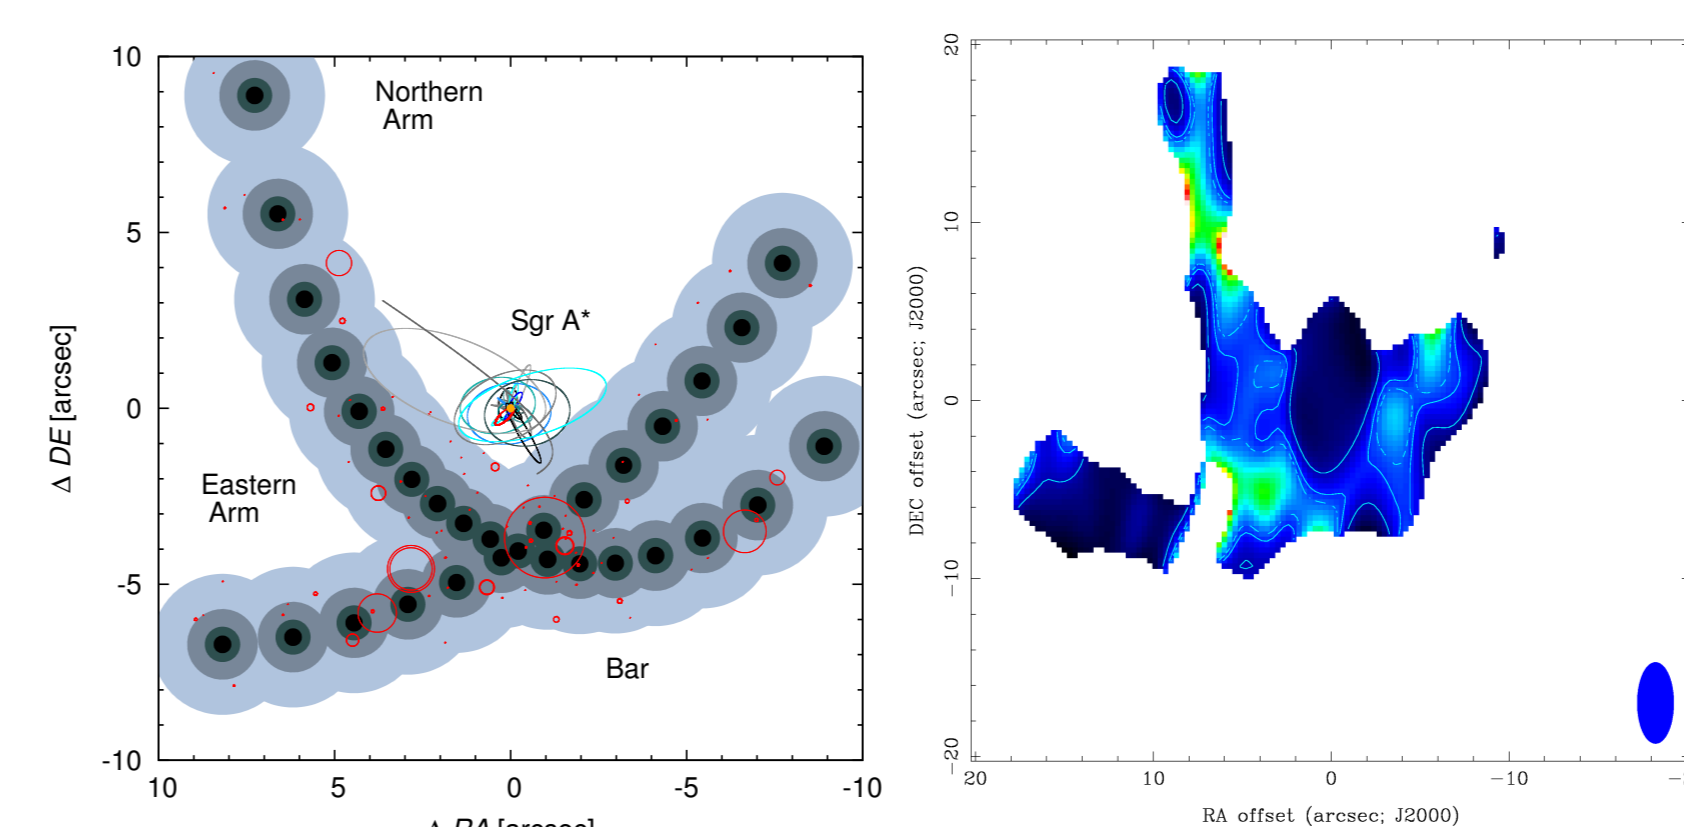 10
5
0
-5
-10
Δ DE [arcsec]
Northern
Arm
Sgr A*
Eastern
Arm
Bar
10
5
0
-5
-10
20
10
0
−10
−20
DEC offset (arcsec; J2000)
20
10
0
−10
RA offset (arcsec; J2000)